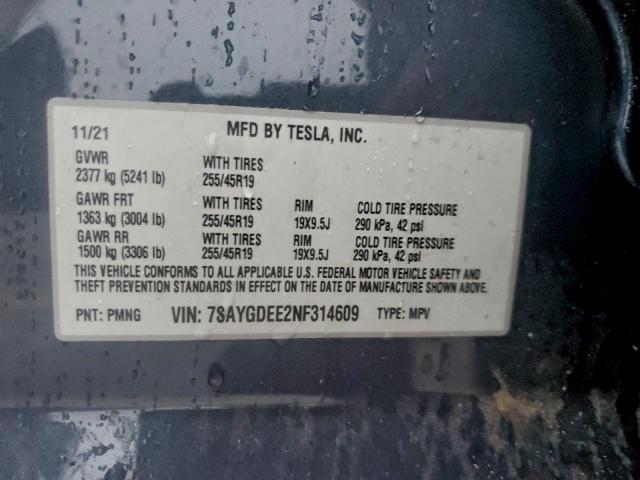 11/21 MFD BY TESLA, INC.
GVWR WITH TIRES
2377 kg (5241 lb) 255/45R19
GAWR FRT WITH TIRES RIM COLD TIRE PRESSURE
1363 kg (3004 lb) 255/45R19 19X9.5J 290 kPa, 42 psi
GAWR RR WITH TIRES RIM COLD TIRE PRESSURE
1500 kg (3306 lb) 255/45R19 19X9.5J 290 kPa, 42 psi
THIS VEHICLE CONFORMS TO ALL APPLICABLE U.S. FEDERAL MOTOR VEHICLE SAFETY AND
THEFT PREVENTION STANDARDS IN EFFECT ON THE DATE OF MANUFACTURE SHOWN ABOVE.
PNT: PMNG VIN: 7SAYGDEE2NF314609 TYPE: MPV